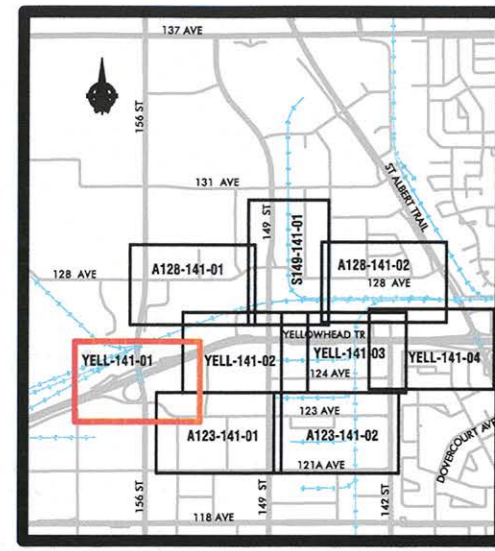 137 AVE
156 ST
ST ALBERT TRAIL
131 AVE
149 ST
S149-141-01
A128-141-01
A128-141-02
128 AVE
128 AVE
YELLOWHEAD TR
YELL-141-01
YELL-141-02
YELL-141-03
YELL-141-04
124 AVE
123 AVE
A123-141-01
A123-141-02
DOVERCOURT AVE
121A AVE
156 ST
149 ST
142 ST
118 AVE